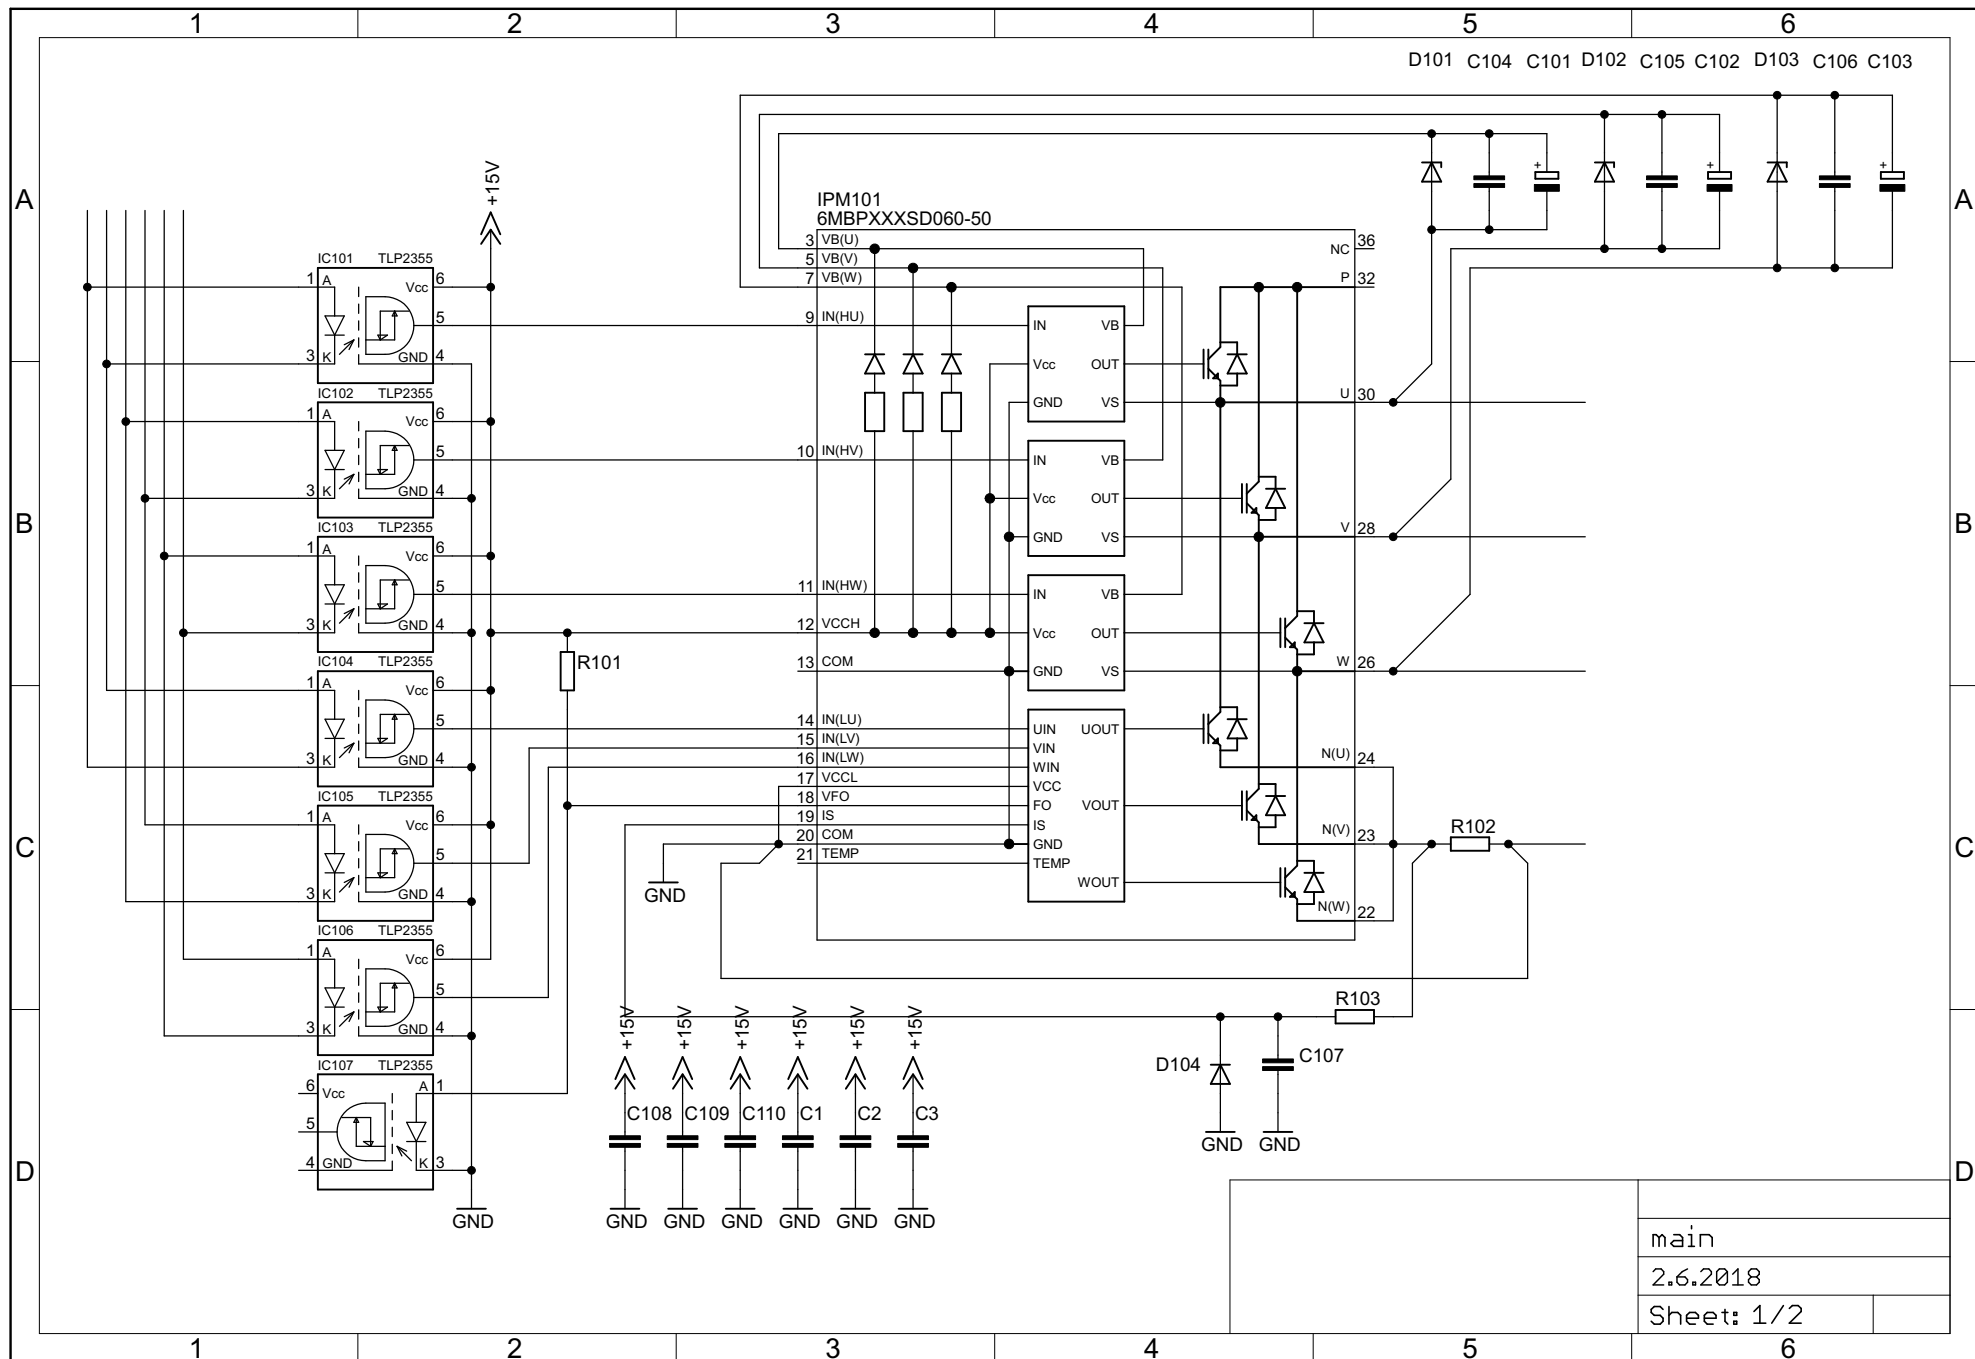 1 2 3 4 5 6
D101 C104 C101 D102 C105 C102 D103 C106 C103
A A
+15V
+ + +
IPM101
6MBPXXXSD060-50
3 VB(U) NC 36
5 VB(V)
7 VB(W) P 32
IC101 TLP2355
1 A Vcc 6
5
3 K GND 4
9 IN(HU) IN VB
Vcc OUT
GND VS U 30
IC102 TLP2355
1 A Vcc 6
5
3 K GND 4
10 IN(HV) IN VB
Vcc OUT
B B
GND VS V 28
IC103 TLP2355
1 A Vcc 6
5
3 K GND 4
11 IN(HW) IN VB
12 VCCH Vcc OUT
R101
13 COM GND VS W 26
IC104 TLP2355
1 A Vcc 6
5
3 K GND 4
14 IN(LU) UIN UOUT
15 IN(LV) VIN
16 IN(LW) WIN N(U) 24
17 VCCL VCC
18 VFO FO VOUT
19 IS IS
20 COM GND N(V) 23
21 TEMP TEMP
WOUT
N(W) 22
R102
C C
GND
IC105 TLP2355
1 A Vcc 6
5
3 K GND 4
IC106 TLP2355
1 A Vcc 6
5
3 K GND 4
R103
+15V +15V +15V +15V +15V +15V
IC107 TLP2355
6 Vcc A 1
5
4 GND K 3
D104 C107
C108 C109 C110 C1 C2 C3
GND GND
D D
GND GND GND GND GND GND GND
main
2.6.2018
Sheet: 1/2
1 2 3 4 5 6